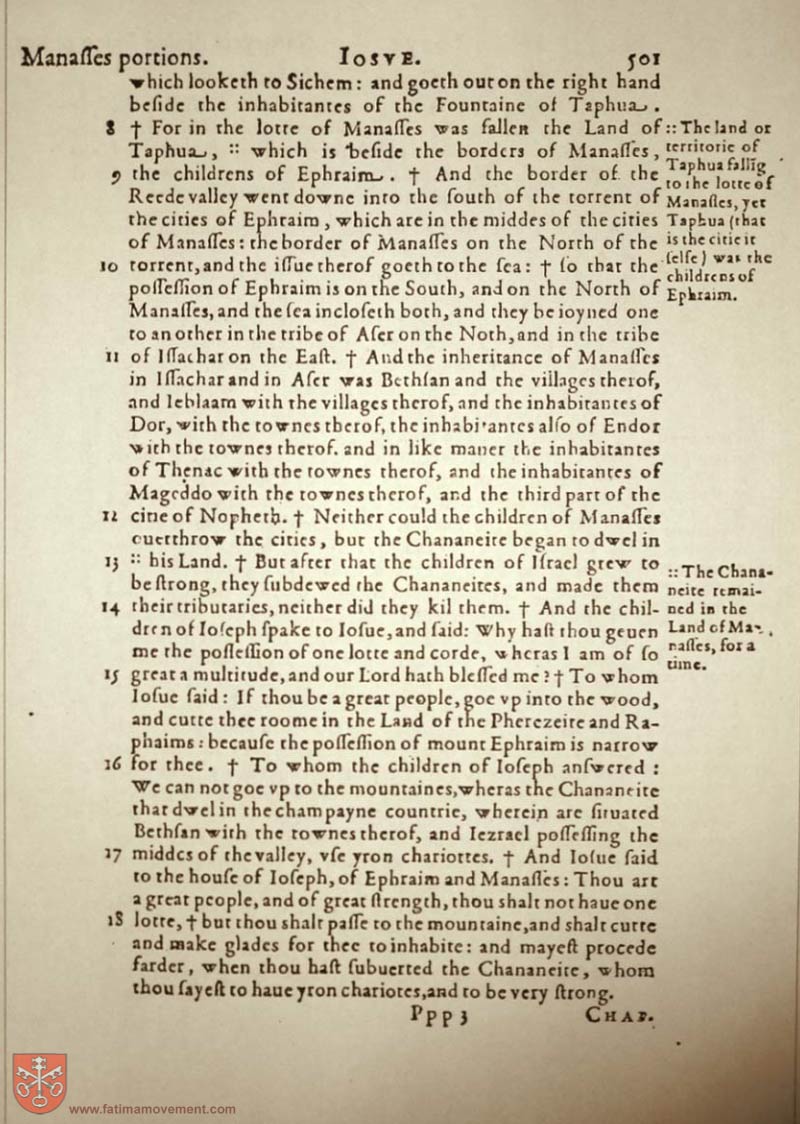 Manaſſes portions. IOSVE. 501
which looketh to Sichem: and goeth out on the right hand
beſide the inhabitantes of the Fountaine of Taphua.
8 † For in the lotte of Manaſſes was fallen the Land of
Taphua, :: which is beſide the borders of Manaſſes,
9 the childrens of Ephraim. † And the border of the
Reede valley went downe into the ſouth of the torrent of
the cities of Ephraim, which are in the middes of the cities
of Manaſſes: the border of Manaſſes on the North of the
10 torrent, and the iſſue therof goeth to the ſea: † ſo that the
poſſeſſion of Ephraim is on the South, and on the North of
Manaſſes, and the ſea incloſeth both, and they be ioyned one
to an other in the tribe of Aſer on the Noth, and in the tribe
11 of Iſſachar on the Eaſt. † And the inheritance of Manaſſes
in Iſſachar and in Aſer was Bethſan and the villages therof,
and Ieblaam with the villages therof, and the inhabitantes of
Dor, with the townes therof, the inhabitantes alſo of Endor
with the townes therof. and in like maner the inhabitantes
of Thenac with the townes therof, and the inhabitantes of
Mageddo with the townes therof, and the third part of the
12 citie of Nopheth. † Neither could the children of Manaſſes
ouerthrow the cities, but the Chananeite began to dwel in
13 :: his Land. † But after that the children of Iſrael grew to
be ſtrong, they ſubdewed the Chananeites, and made them
14 their tributaries, neither did they kil them. † And the chil-
dren of Ioſeph ſpake to Ioſue, and ſaid: Why haſt thou geuen
me the poſſeſſion of one lotte and corde, wheras I am of ſo
15 great a multitude, and our Lord hath bleſſed me? † To whom
Ioſue ſaid: If thou be a great people, goe vp into the wood,
and cutte thee roome in the Land of the Pherezeite and Ra-
phaims: becauſe the poſſeſſion of mount Ephraim is narrow
16 for thee. † To whom the children of Ioſeph anſwered:
We can not goe vp to the mountaines, wheras the Chananeite
that dwel in the champayne countrie, wherein are ſituated
Bethſan with the townes therof, and Iezrael poſſeſſing the
17 middes of the valley, vſe yron chariottes. † And Ioſue ſaid
to the houſe of Ioſeph, of Ephraim and Manaſſes: Thou art
a great people, and of great ſtrength, thou shalt not haue one
18 lotte, † but thou shalt paſſe to the mountaine, and shalt cutte
and make glades for thee to inhabite: and mayeſt procede
farder, when thou haſt ſubuerted the Chananeite, whom
thou ſayeſt to haue yron chariotes, and to be very ſtrong.
Ppp 3 CHAP.
:: The land or
territorie of
Taphua fallĩg
to the lotte of
Manaſſes, yet
Taphua (that
is the citie it
ſelfe) was the
childrens of
Ephraim.
:: The Chana-
neite remai-
ned in the
Land of Ma-
naſſes, for a
time.
www.fatimamovement.com